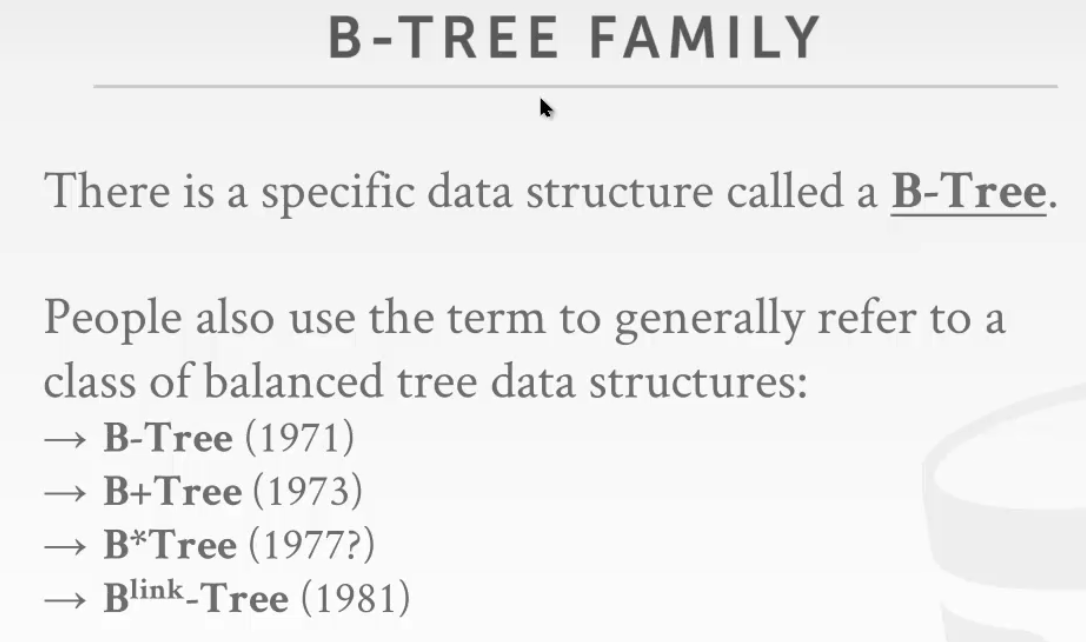 B-TREE FAMILY
There is a specific data structure called a B-Tree.
People also use the term to generally refer to a
class of balanced tree data structures:
→ B-Tree (1971)
→ B+Tree (1973)
→ B*Tree (1977?)
→ Blink-Tree (1981)